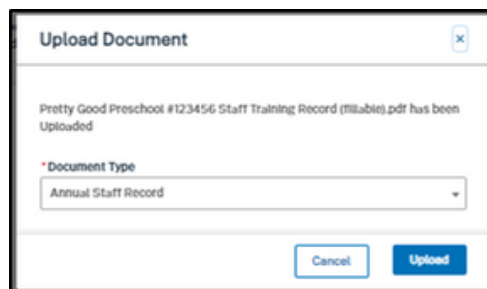 Upload Document
×
Pretty Good Preschool #123456 Staff Training Record (fillable).pdf has been
Uploaded
*Document Type
Annual Staff Record
Cancel
Upload